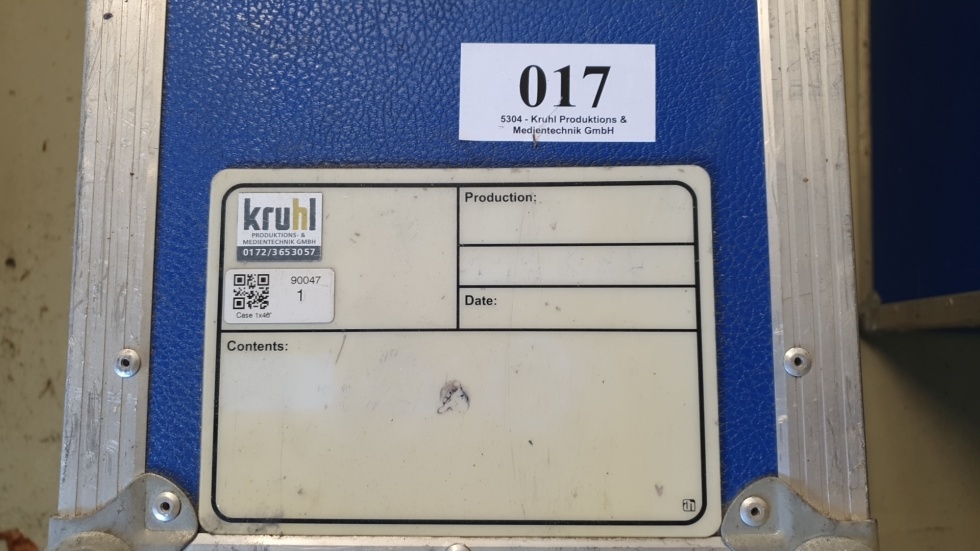 017
5304 - Kruhl Produktions &
Medientechnik GmbH
kruhl
PRODUKTIONS- &
MEDIENTECHNIK GMBH
0172/3653057
Production:
90047
1
Case 1x46"
Date:
Contents: